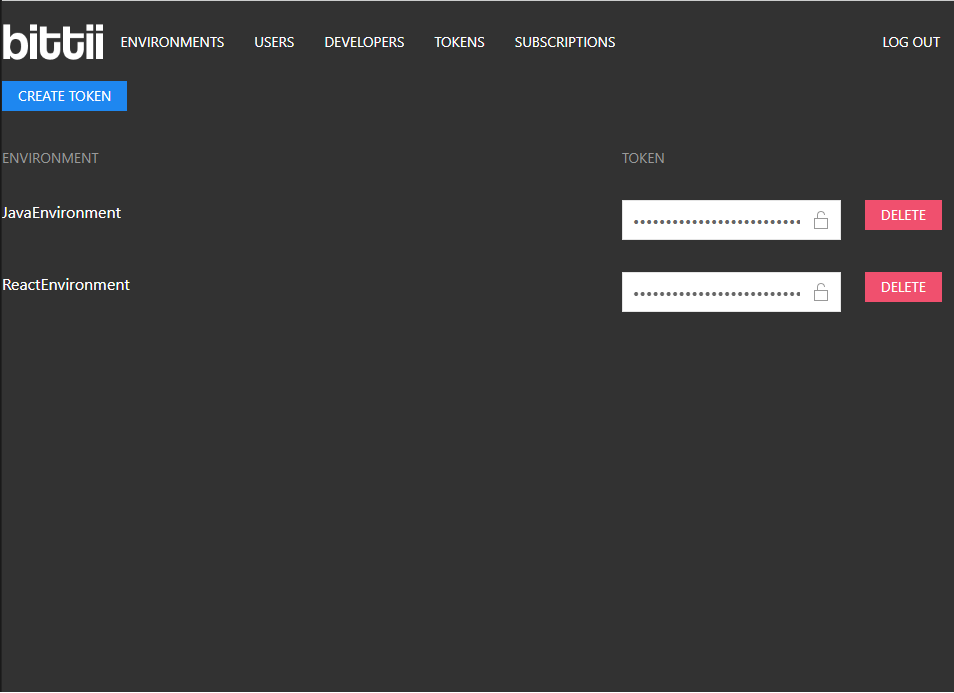 bittii ENVIRONMENTS USERS DEVELOPERS TOKENS SUBSCRIPTIONS LOG OUT
CREATE TOKEN
ENVIRONMENT TOKEN
JavaEnvironment •••••••••••••••••••••••••• DELETE
ReactEnvironment •••••••••••••••••••••••••• DELETE